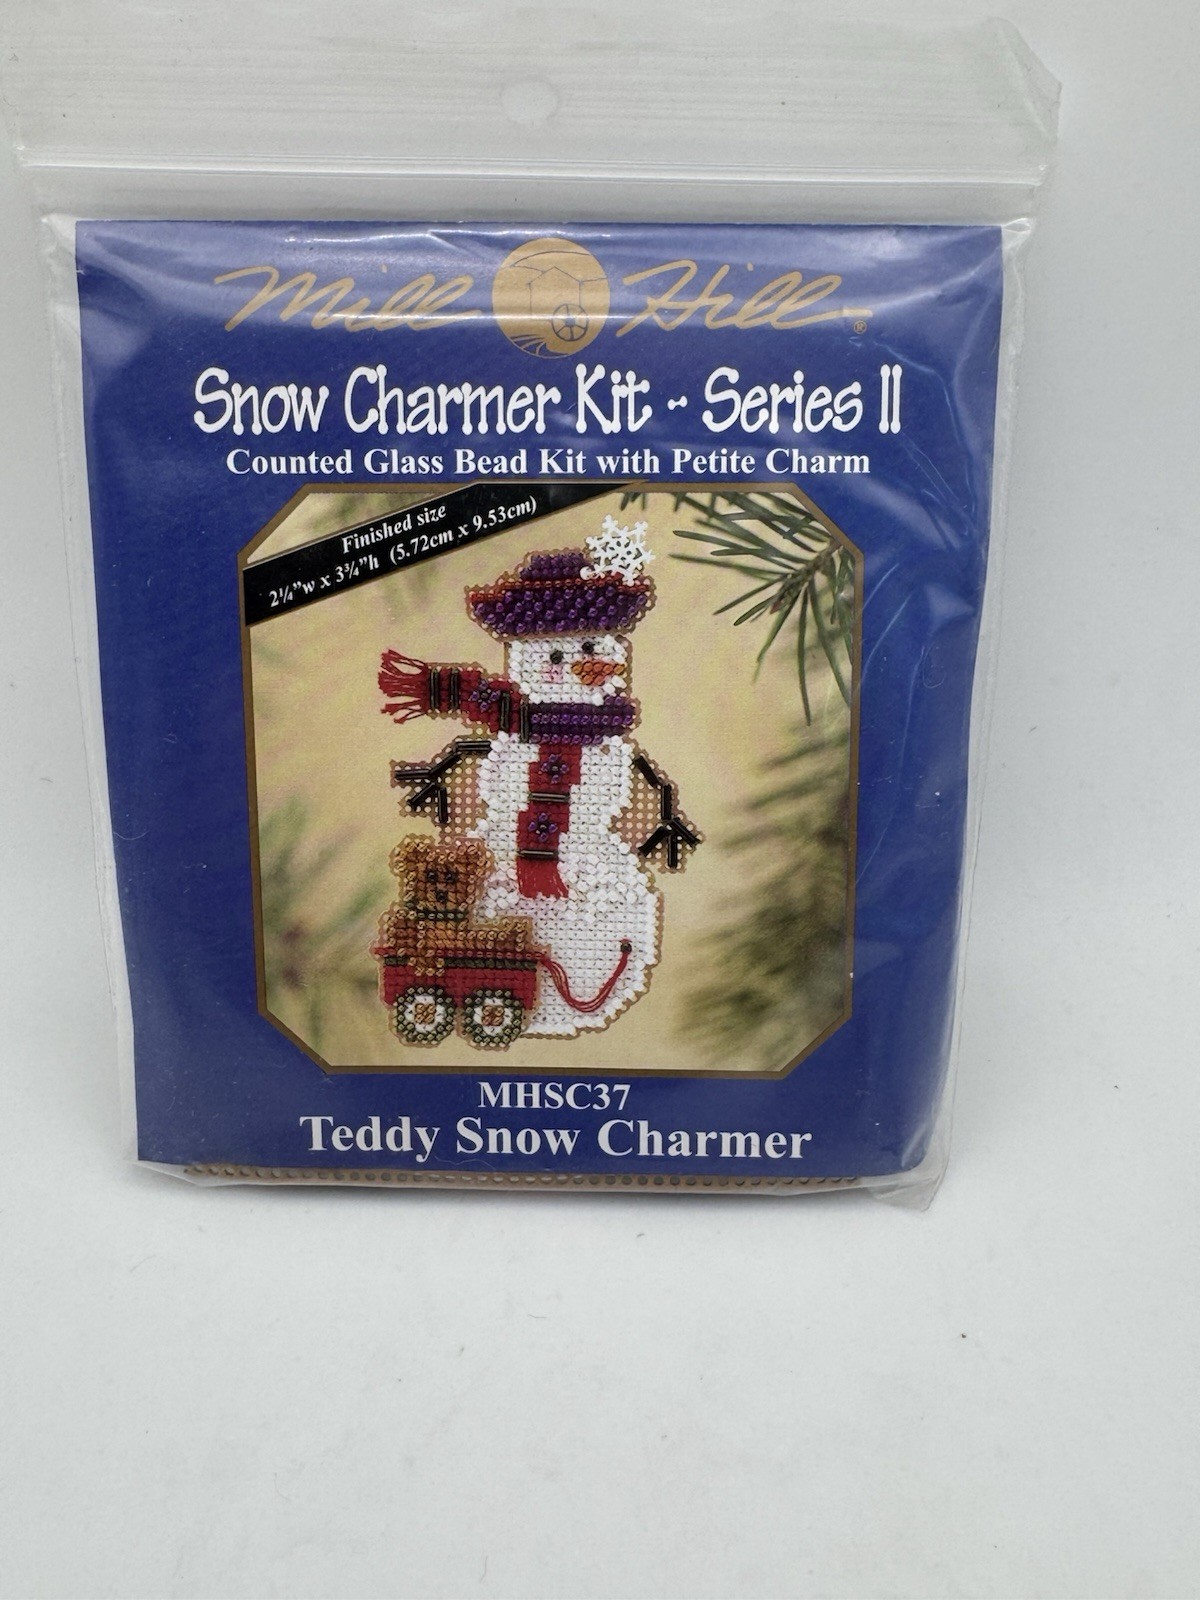 Mill Hill®
Snow Charmer Kit - Series II
Counted Glass Bead Kit with Petite Charm
Finished size
2¼"w x 3¾"h (5.72cm x 9.53cm)
MHSC37
Teddy Snow Charmer